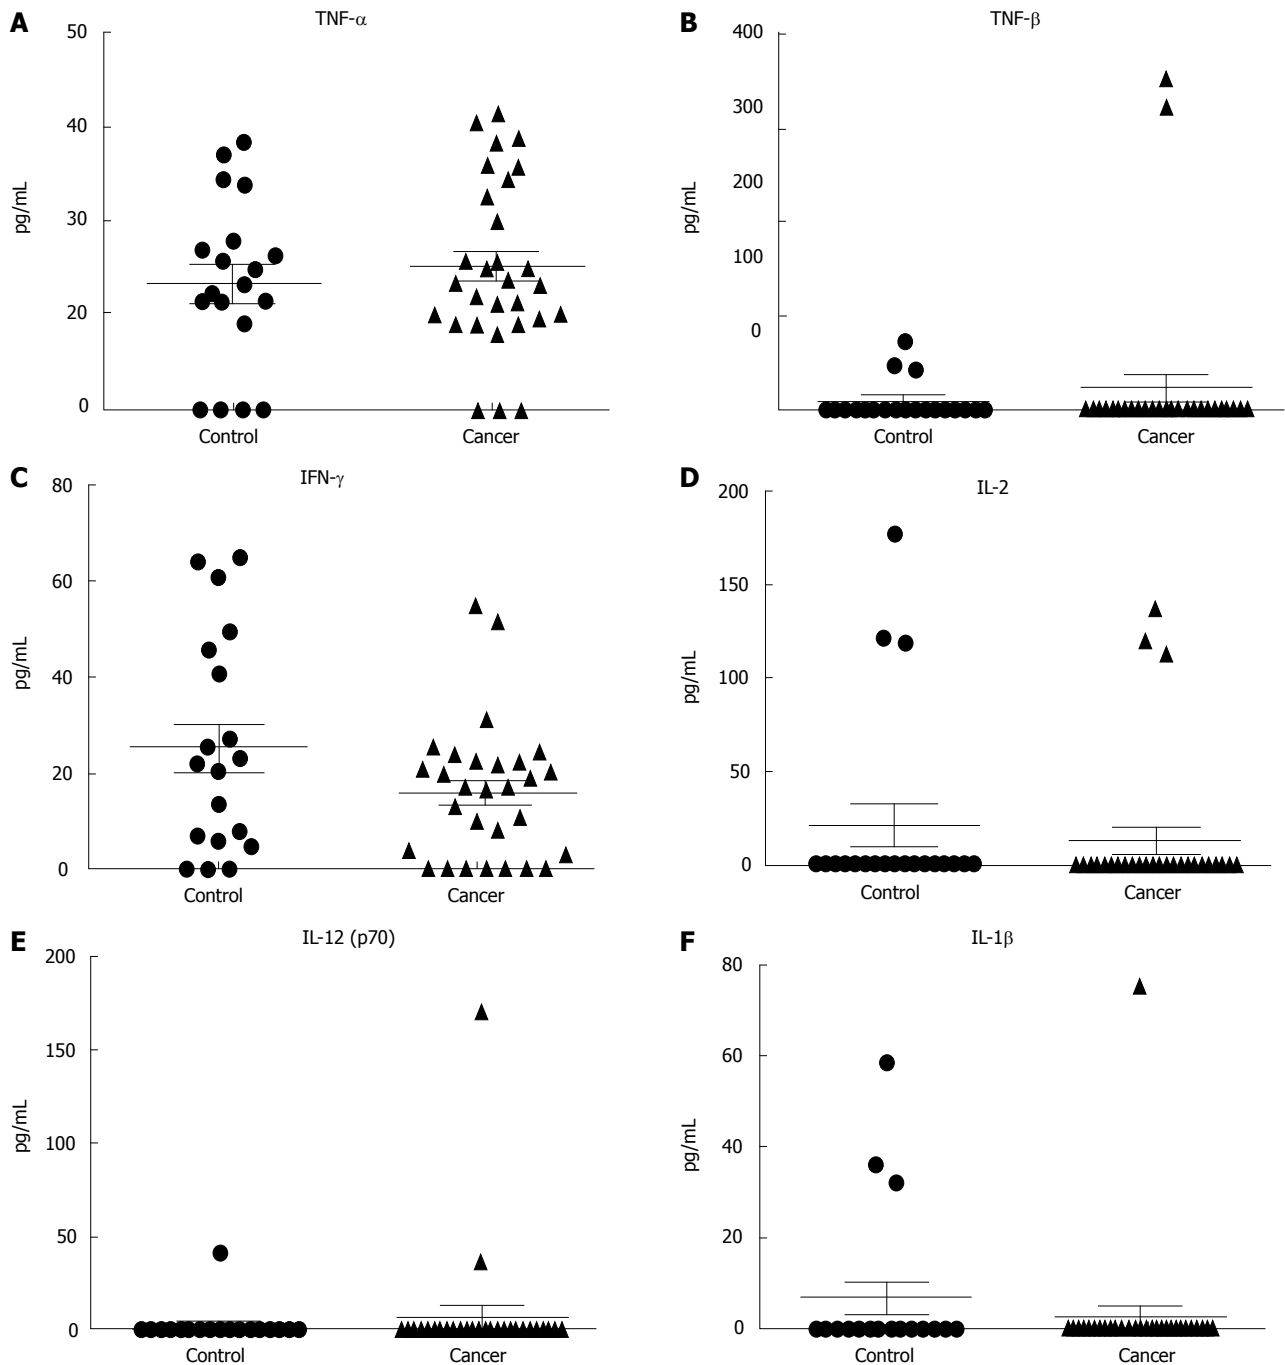 A
TNF-α
50
40
30
20
0
pg/mL
Control
Cancer
B
TNF-β
400
300
200
100
0
pg/mL
Control
Cancer
C
IFN-γ
80
60
40
20
0
pg/mL
Control
Cancer
D
IL-2
200
150
100
50
0
pg/mL
Control
Cancer
E
IL-12 (p70)
200
150
100
50
0
pg/mL
Control
Cancer
F
IL-1β
80
60
40
20
0
pg/mL
Control
Cancer